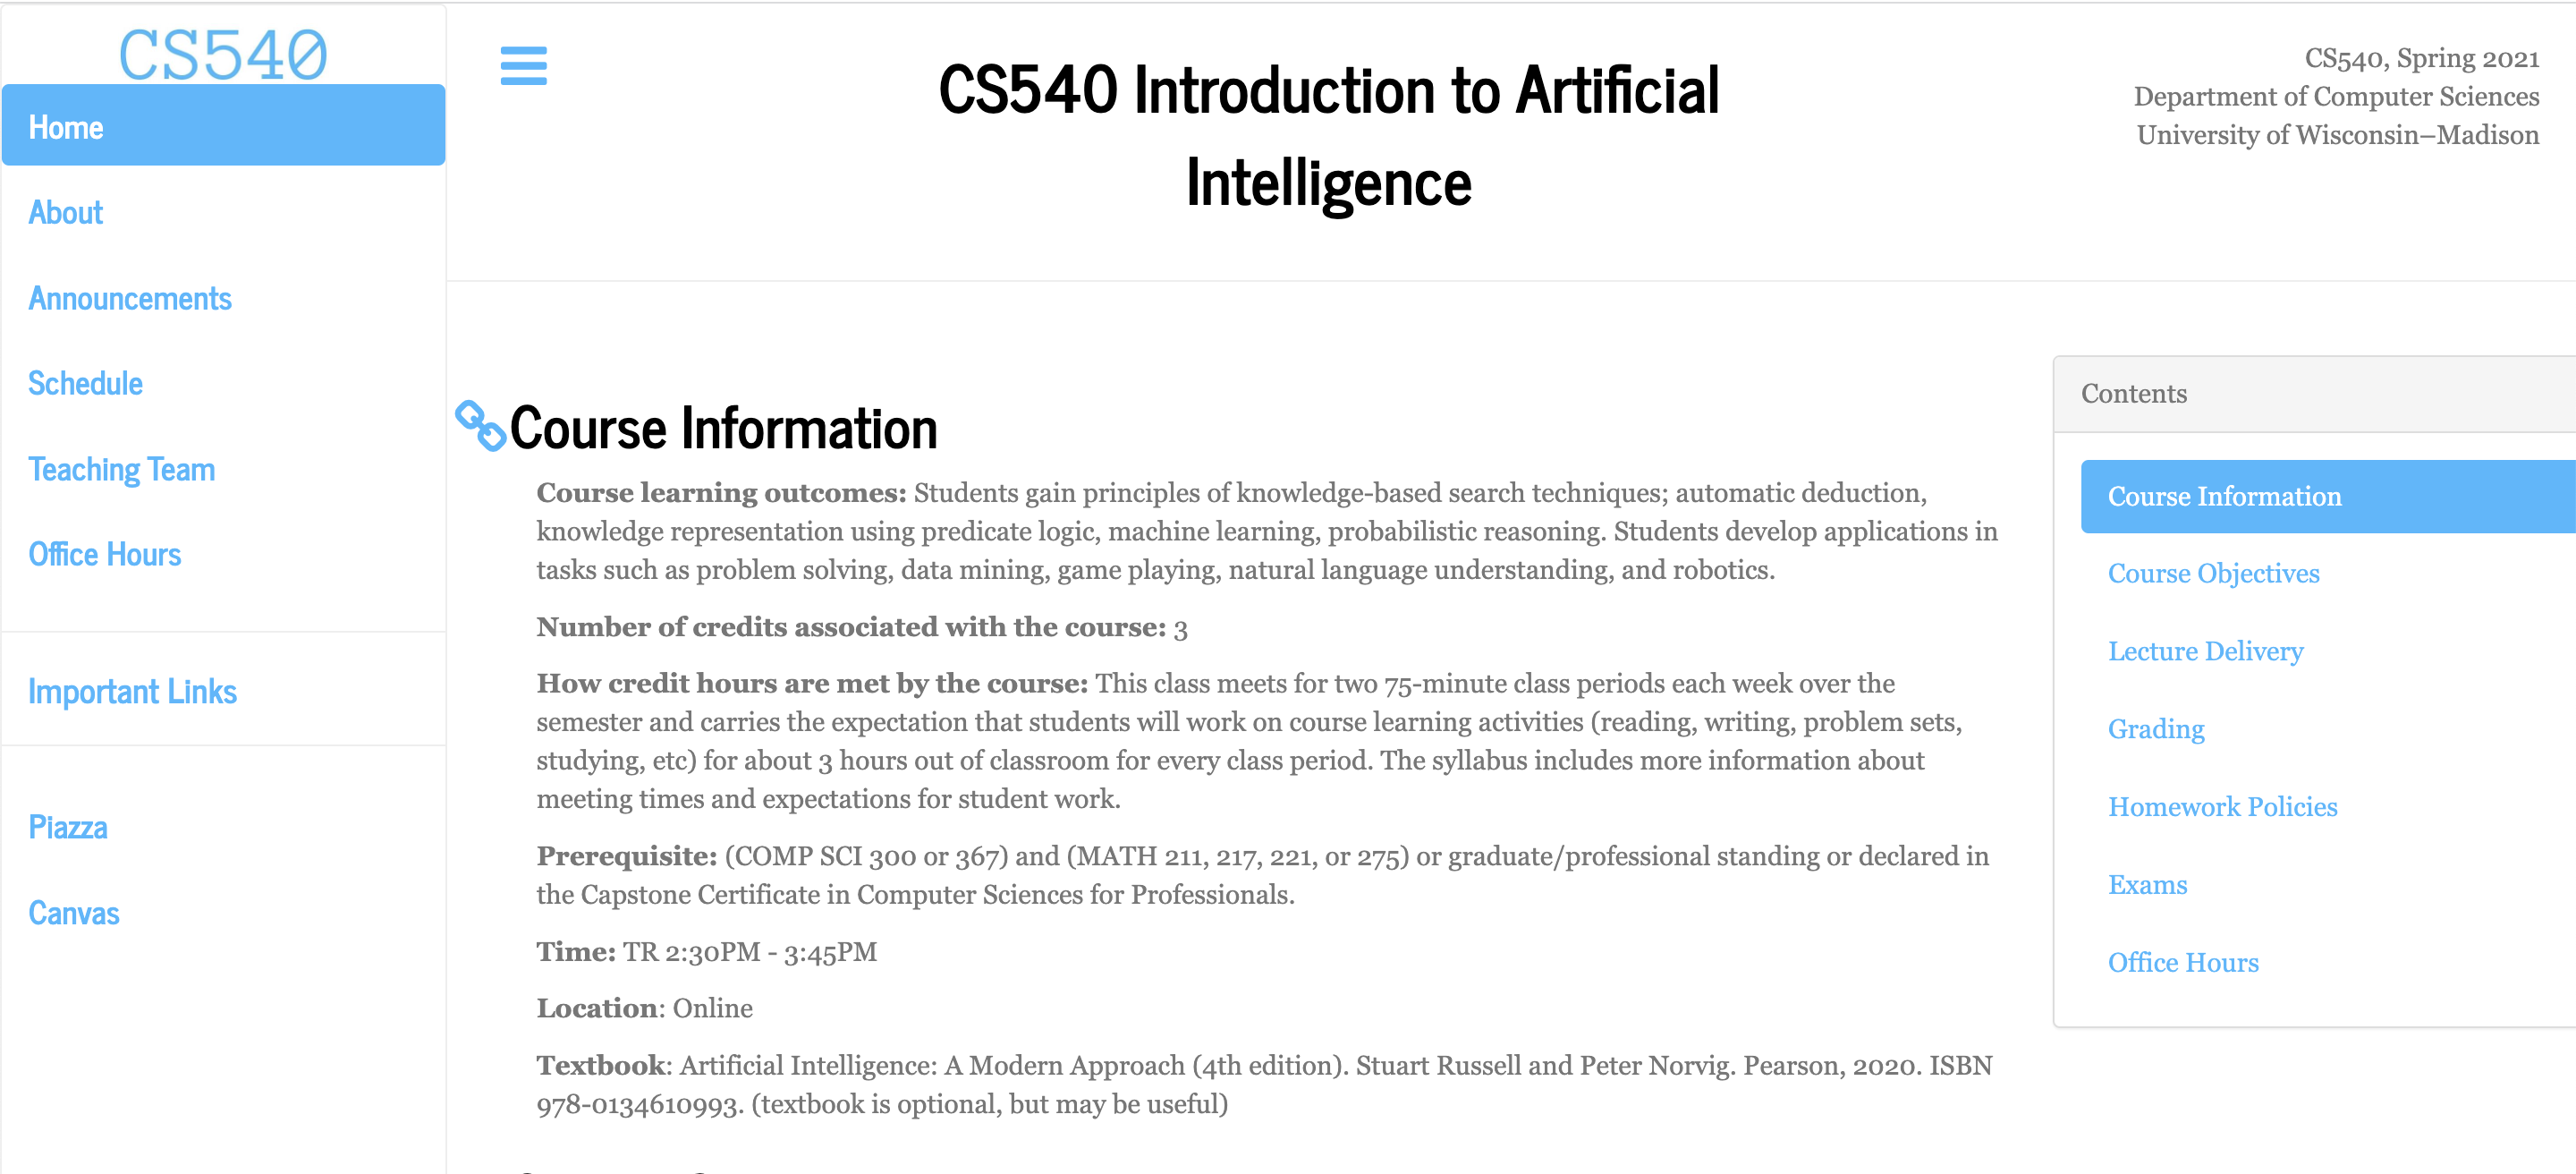 CS540
Home
About
Announcements
Schedule
Teaching Team
Office Hours
Important Links
Piazza
Canvas
CS540 Introduction to Artificial
Intelligence
CS540, Spring 2021
Department of Computer Sciences
University of Wisconsin–Madison
Course Information
Course learning outcomes: Students gain principles of knowledge-based search techniques; automatic deduction,
knowledge representation using predicate logic, machine learning, probabilistic reasoning. Students develop applications in
tasks such as problem solving, data mining, game playing, natural language understanding, and robotics.
Number of credits associated with the course: 3
How credit hours are met by the course: This class meets for two 75-minute class periods each week over the
semester and carries the expectation that students will work on course learning activities (reading, writing, problem sets,
studying, etc) for about 3 hours out of classroom for every class period. The syllabus includes more information about
meeting times and expectations for student work.
Prerequisite: (COMP SCI 300 or 367) and (MATH 211, 217, 221, or 275) or graduate/professional standing or declared in
the Capstone Certificate in Computer Sciences for Professionals.
Time: TR 2:30PM - 3:45PM
Location: Online
Textbook: Artificial Intelligence: A Modern Approach (4th edition). Stuart Russell and Peter Norvig. Pearson, 2020. ISBN
978-0134610993. (textbook is optional, but may be useful)
Contents
Course Information
Course Objectives
Lecture Delivery
Grading
Homework Policies
Exams
Office Hours